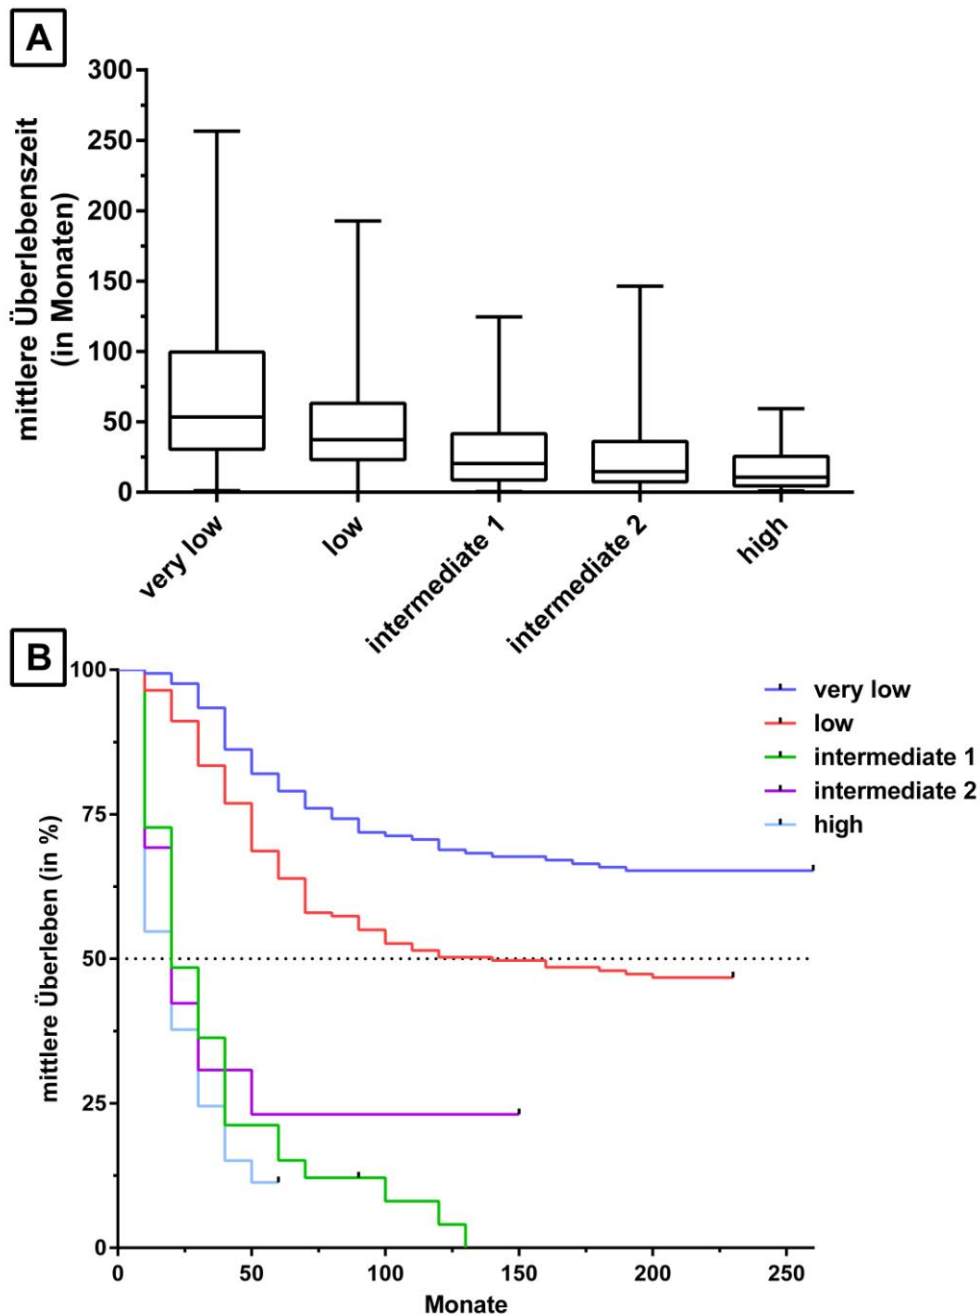 A
mittlere Überlebenszeit
(in Monaten)
300
250
200
150
100
50
0
very low
low
intermediate 1
intermediate 2
high
B
mittlere Überleben (in %)
100
75
50
25
0
very low
low
intermediate 1
intermediate 2
high
0
50
100
150
200
250
Monate